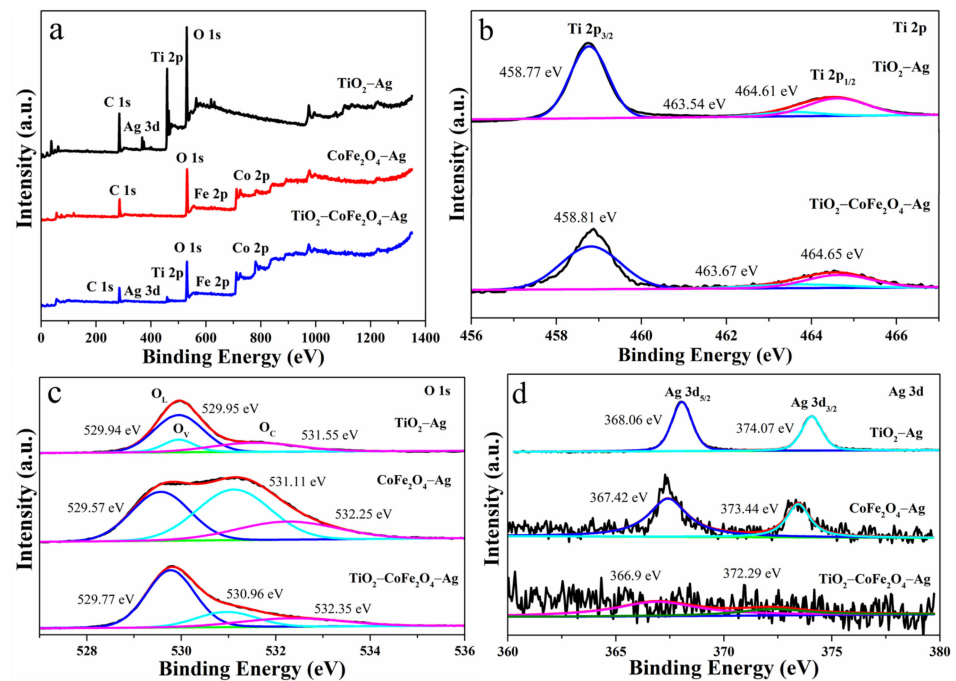 a
O 1s
Ti 2p
TiO₂−Ag
C 1s
Ag 3d
O 1s
CoFe₂O₄−Ag
Co 2p
Fe 2p
C 1s
TiO₂−CoFe₂O₄−Ag
O 1s
Co 2p
Ti 2p
Fe 2p
C 1s
Ag 3d
0 200 400 600 800 1000 1200 1400
Binding Energy (eV)
Intensity (a.u.)
b
Ti 2p₃/₂
Ti 2p
TiO₂−Ag
458.77 eV
464.61 eV
Ti 2p₁/₂
463.54 eV
TiO₂−CoFe₂O₄−Ag
458.81 eV
464.65 eV
463.67 eV
456 458 460 462 464 466
Binding Energy (eV)
Intensity (a.u.)
c
O 1s
O_L
529.95 eV
TiO₂−Ag
529.94 eV
O_V
O_C
531.55 eV
CoFe₂O₄−Ag
531.11 eV
529.57 eV
532.25 eV
TiO₂−CoFe₂O₄−Ag
530.96 eV
529.77 eV
532.35 eV
528 530 532 534 536
Binding Energy (eV)
Intensity (a.u.)
d
Ag 3d₅/₂
Ag 3d
Ag 3d₃/₂
368.06 eV
374.07 eV
TiO₂−Ag
367.42 eV
373.44 eV
CoFe₂O₄−Ag
TiO₂−CoFe₂O₄−Ag
366.9 eV
372.29 eV
360 365 370 375 380
Binding Energy (eV)
Intensity (a.u.)